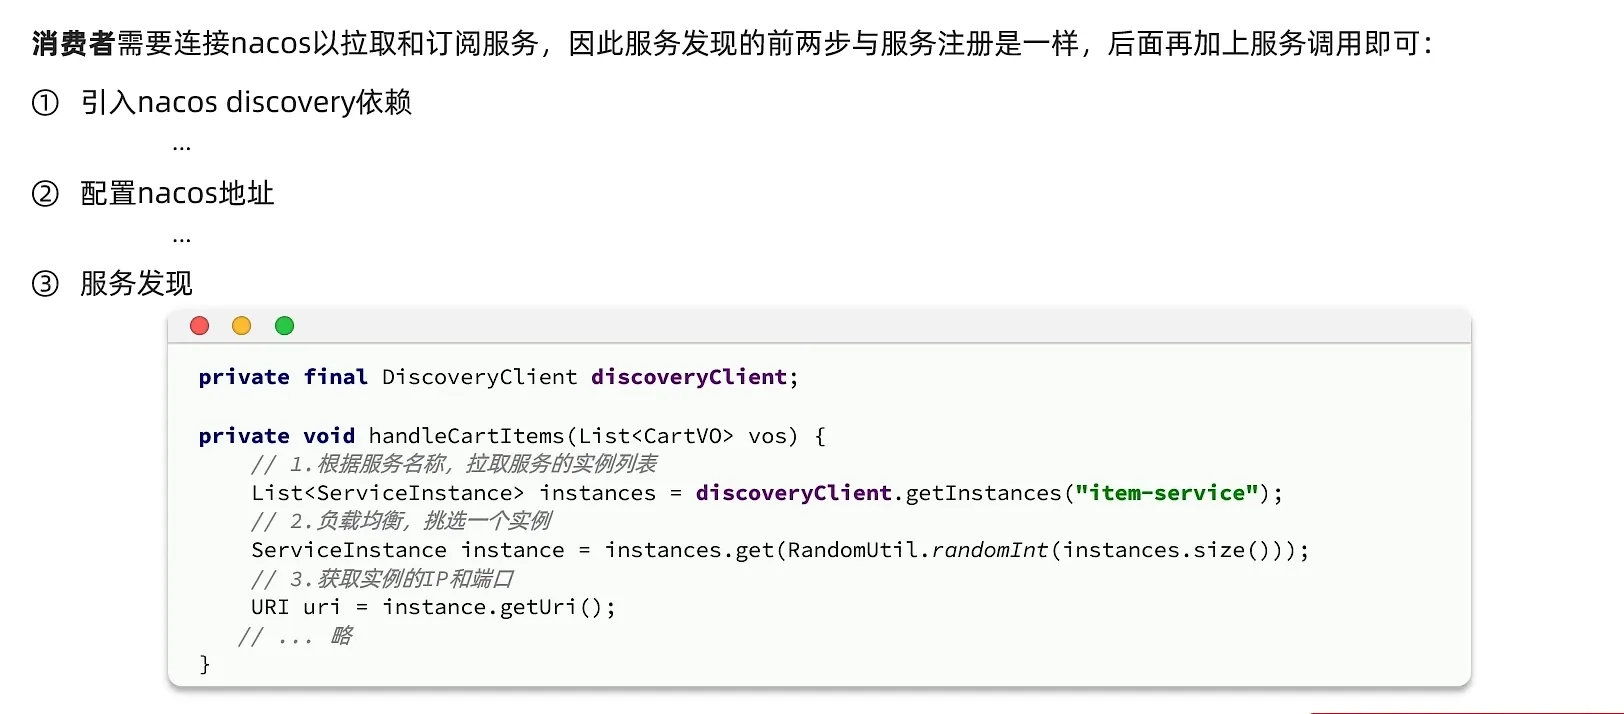 消费者需要连接nacos以拉取和订阅服务，因此服务发现的前两步与服务注册是一样，后面再加上服务调用即可：
① 引入nacos discovery依赖
...
② 配置nacos地址
...
③ 服务发现
private final DiscoveryClient discoveryClient;
private void handleCartItems(List<CartVO> vos) {
// 1.根据服务名称，拉取服务的实例列表
List<ServiceInstance> instances = discoveryClient.getInstances("item-service");
// 2.负载均衡，挑选一个实例
ServiceInstance instance = instances.get(RandomUtil.randomInt(instances.size()));
// 3.获取实例的IP和端口
URI uri = instance.getUri();
// ... 略
}